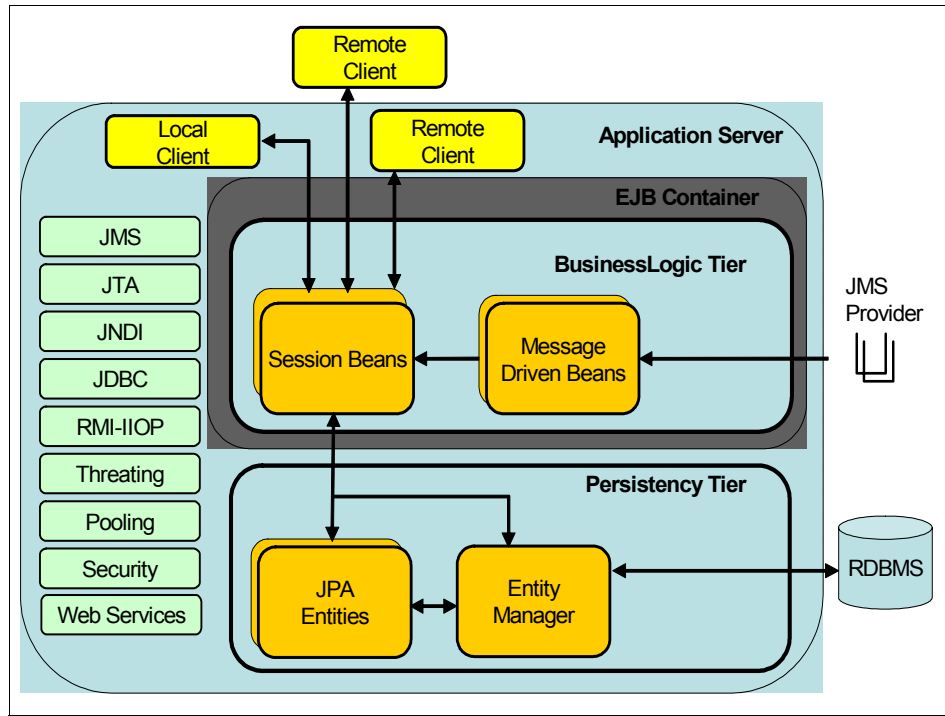 Remote
Client
Local
Client
Remote
Client
Application Server
EJB Container
BusinessLogic Tier
JMS
JTA
JNDI
JDBC
RMI-IIOP
Threating
Pooling
Security
Web Services
Session Beans
Message
Driven Beans
JMS
Provider
Persistency Tier
JPA
Entities
Entity
Manager
RDBMS